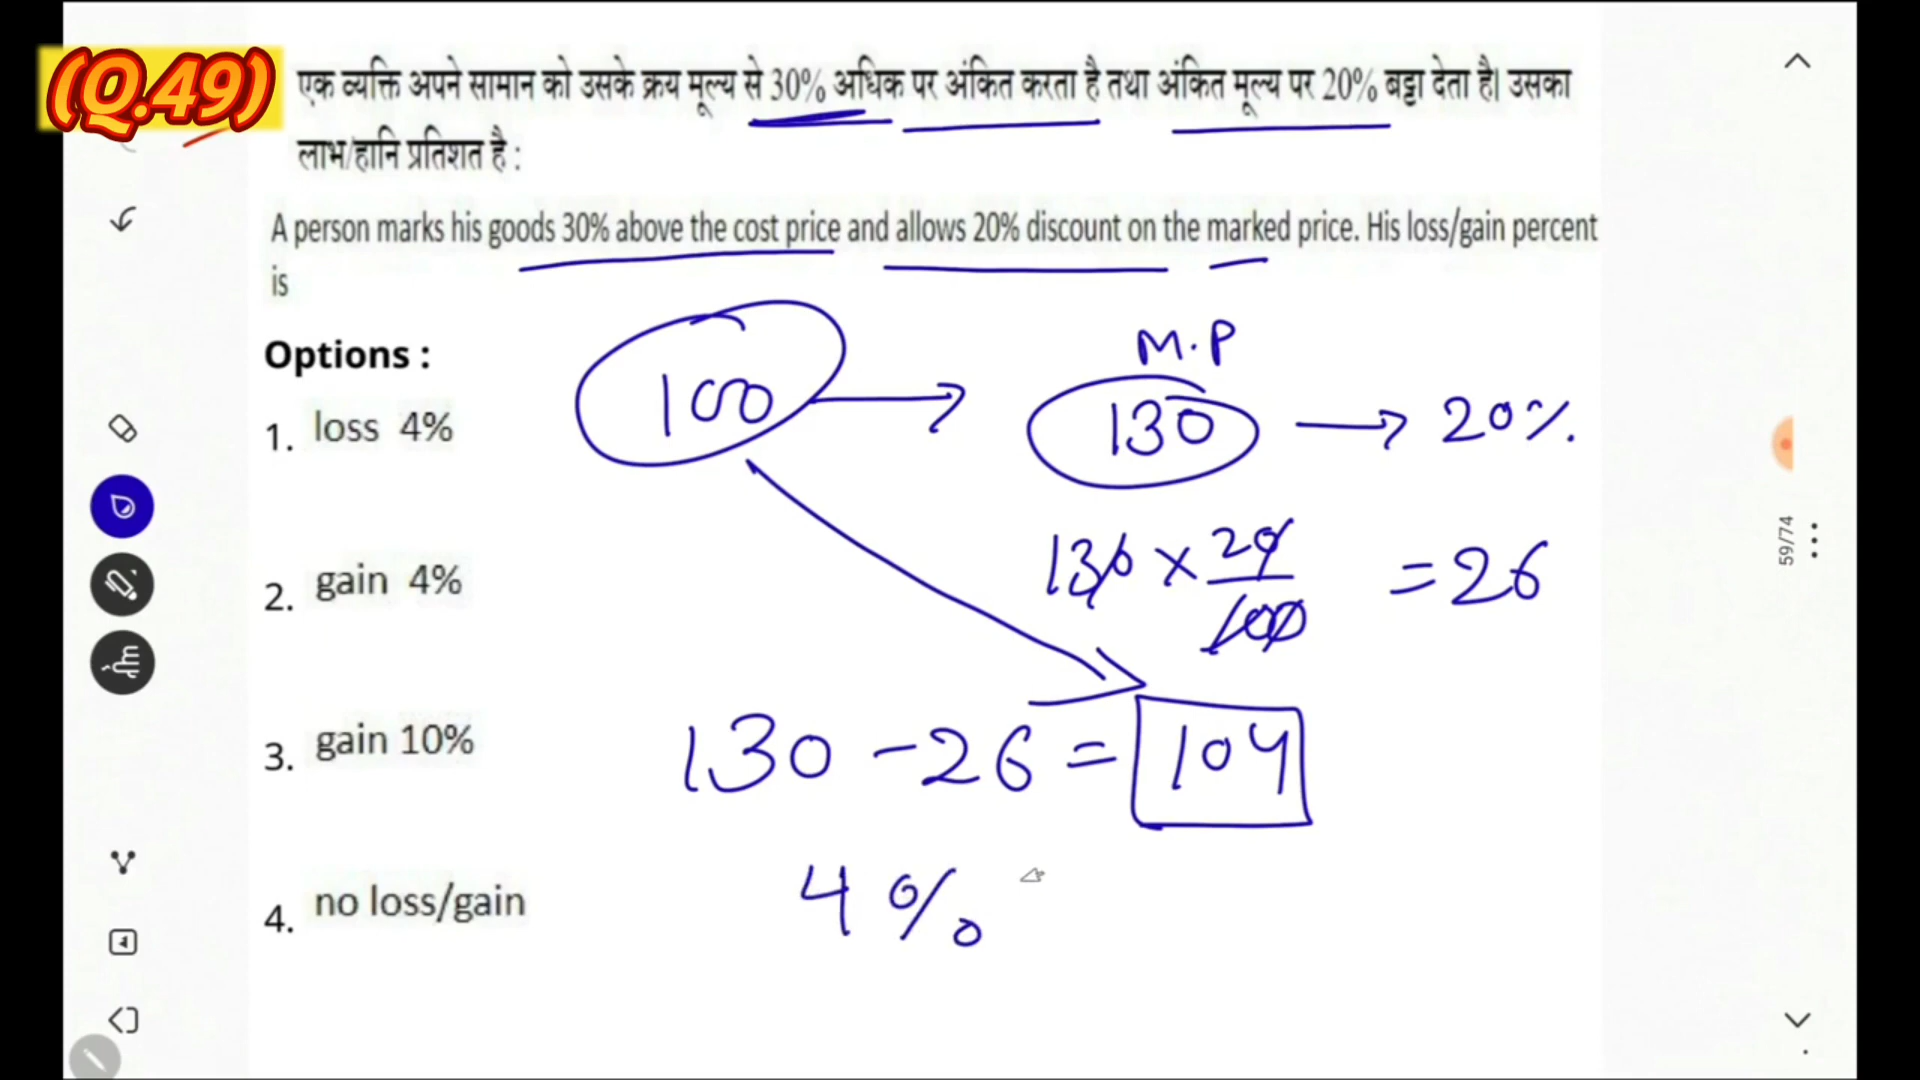 (Q.49)
एक व्यक्ति अपने सामान को उसके क्रय मूल्य से 30% अधिक पर अंकित करता है तथा अंकित मूल्य पर 20% बट्टा देता है। उसका
लाभ/हानि प्रतिशत है :
A person marks his goods 30% above the cost price and allows 20% discount on the marked price. His loss/gain percent
is
Options :
M.P
100 → 130 → 20%
1. loss 4%
130 × 20/100 = 26
2. gain 4%
130 - 26 = 104
3. gain 10%
4%
4. no loss/gain
59/74